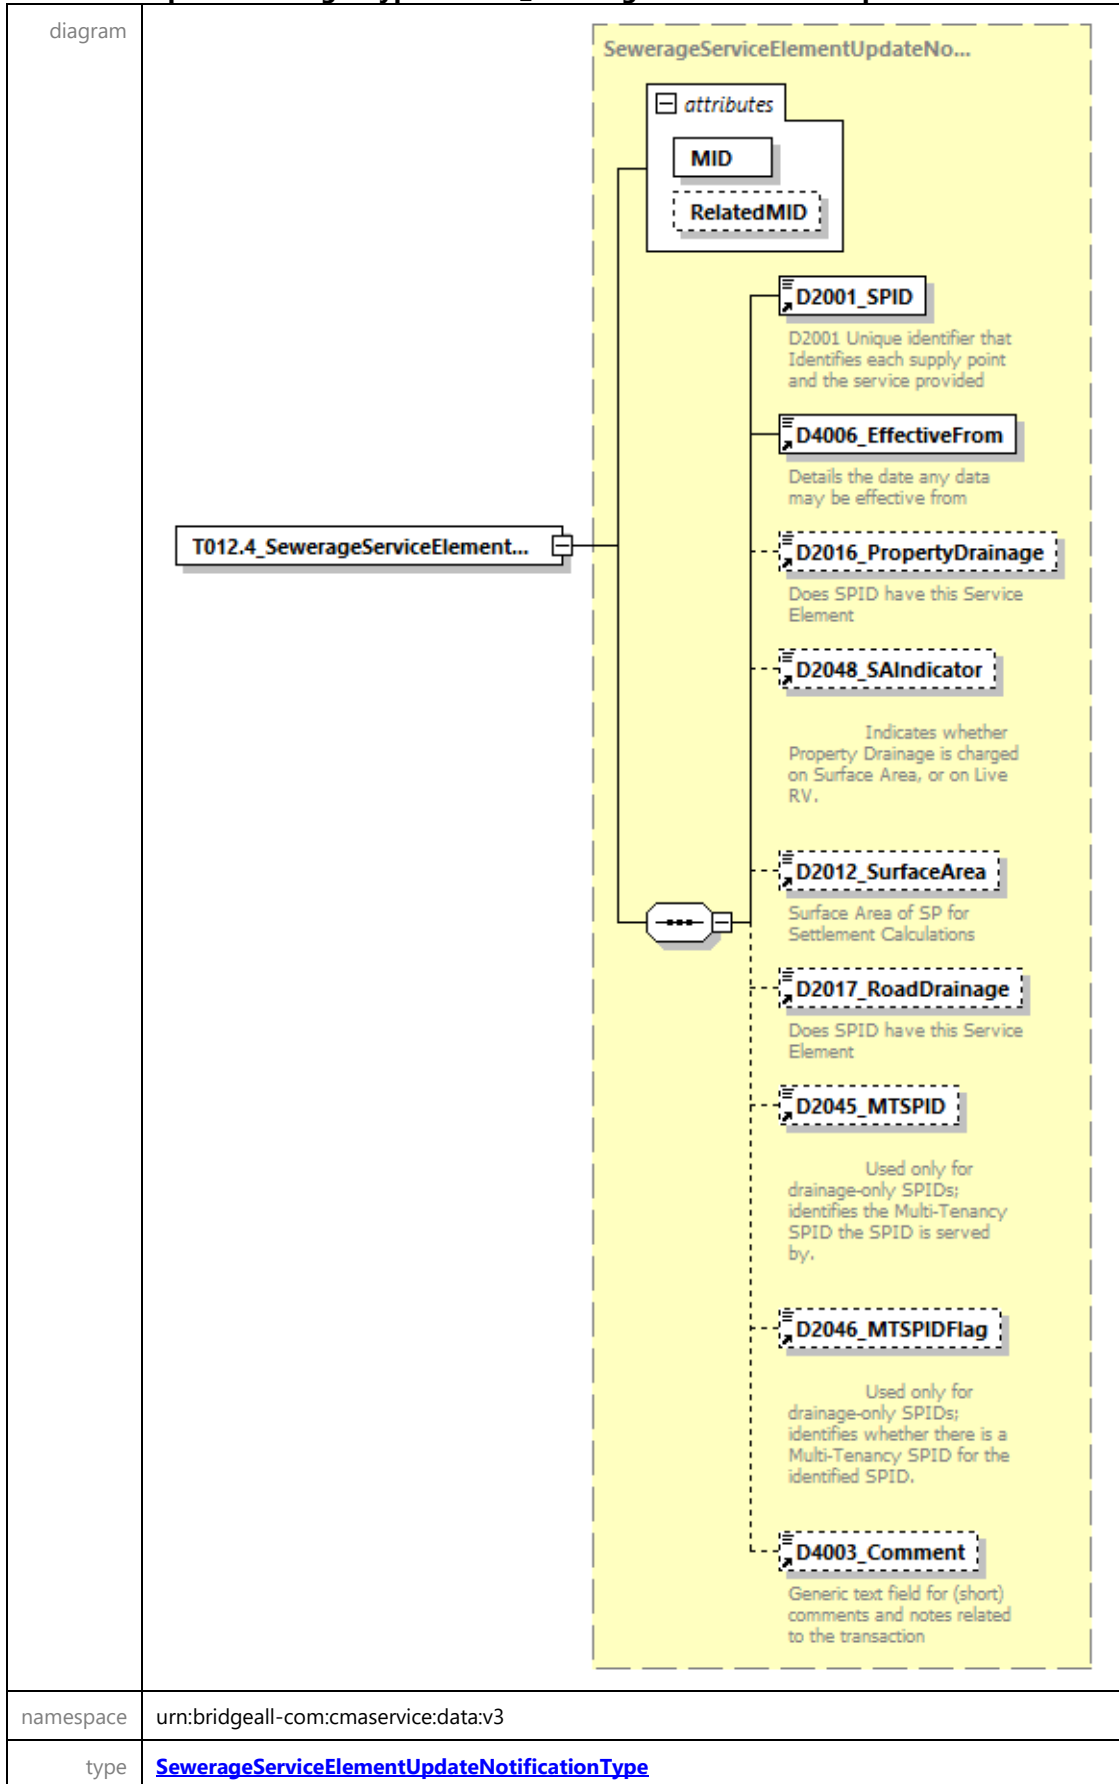 diagram
SewerageServiceElementUpdateNo...
attributes
MID
RelatedMID
D2001_SPID
D2001 Unique identifier that
Identifies each supply point
and the service provided
D4006_EffectiveFrom
Details the date any data
may be effective from
T012.4_SewerageServiceElement...
D2016_PropertyDrainage
Does SPID have this Service
Element
D2048_SAIndicator
Indicates whether
Property Drainage is charged
on Surface Area, or on Live
RV.
D2012_SurfaceArea
Surface Area of SP for
Settlement Calculations
D2017_RoadDrainage
Does SPID have this Service
Element
D2045_MTSPID
Used only for
drainage-only SPIDs;
identifies the Multi-Tenancy
SPID the SPID is served
by.
D2046_MTSPIDFlag
Used only for
drainage-only SPIDs;
identifies whether there is a
Multi-Tenancy SPID for the
identified SPID.
D4003_Comment
Generic text field for (short)
comments and notes related
to the transaction
namespace urn:bridgeall-com:cmaservice:data:v3
type SewerageServiceElementUpdateNotificationType